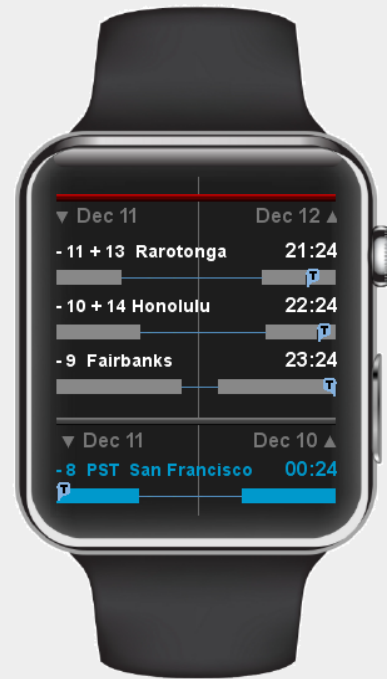 ▼ Dec 11 Dec 12 ▲
- 11 + 13 Rarotonga 21:24
T
- 10 + 14 Honolulu 22:24
T
- 9 Fairbanks 23:24
T
▼ Dec 11 Dec 10 ▲
- 8 PST San Francisco 00:24
T